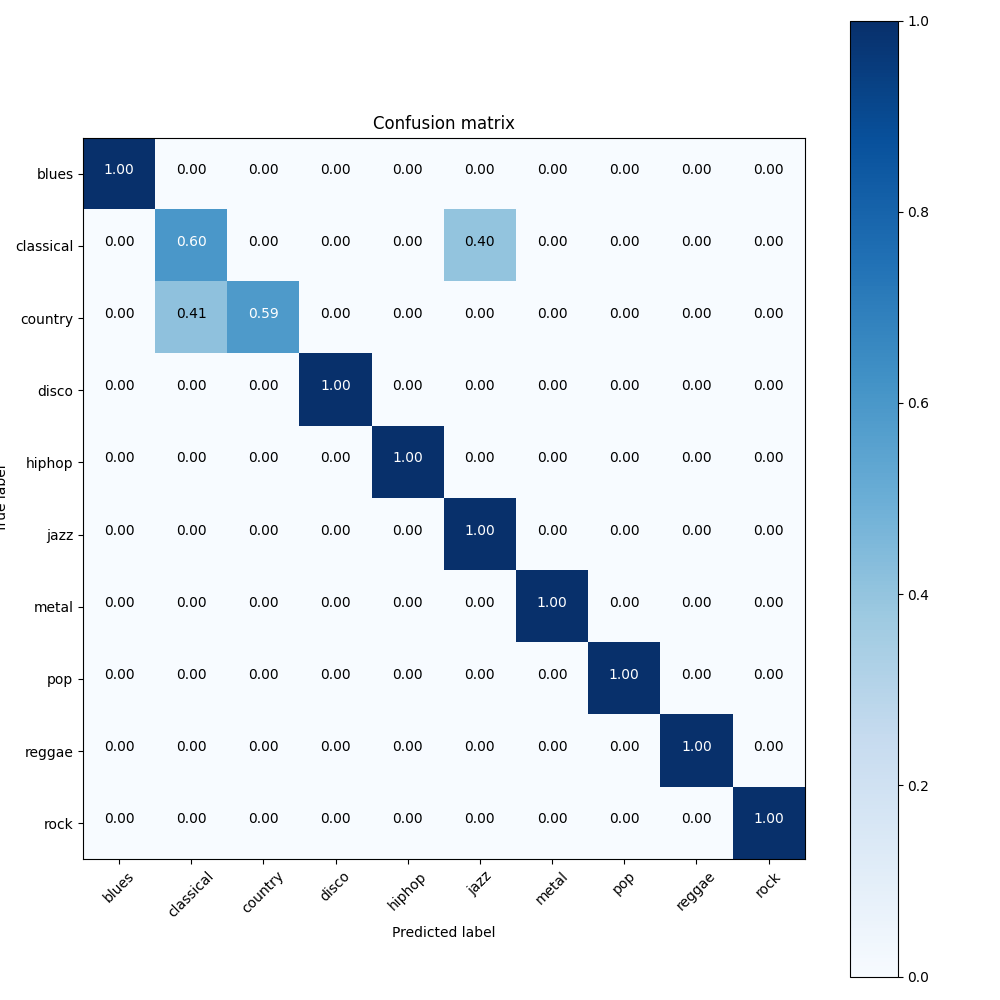 Confusion matrix
blues 1.00 0.00 0.00 0.00 0.00 0.00 0.00 0.00 0.00 0.00
classical 0.00 0.60 0.00 0.00 0.00 0.40 0.00 0.00 0.00 0.00
country 0.00 0.41 0.59 0.00 0.00 0.00 0.00 0.00 0.00 0.00
disco 0.00 0.00 0.00 1.00 0.00 0.00 0.00 0.00 0.00 0.00
hiphop 0.00 0.00 0.00 0.00 1.00 0.00 0.00 0.00 0.00 0.00
jazz 0.00 0.00 0.00 0.00 0.00 1.00 0.00 0.00 0.00 0.00
metal 0.00 0.00 0.00 0.00 0.00 0.00 1.00 0.00 0.00 0.00
pop 0.00 0.00 0.00 0.00 0.00 0.00 0.00 1.00 0.00 0.00
reggae 0.00 0.00 0.00 0.00 0.00 0.00 0.00 0.00 1.00 0.00
rock 0.00 0.00 0.00 0.00 0.00 0.00 0.00 0.00 0.00 1.00
blues classical country disco hiphop jazz metal pop reggae rock
Predicted label
1.0
0.8
0.6
0.4
0.2
0.0